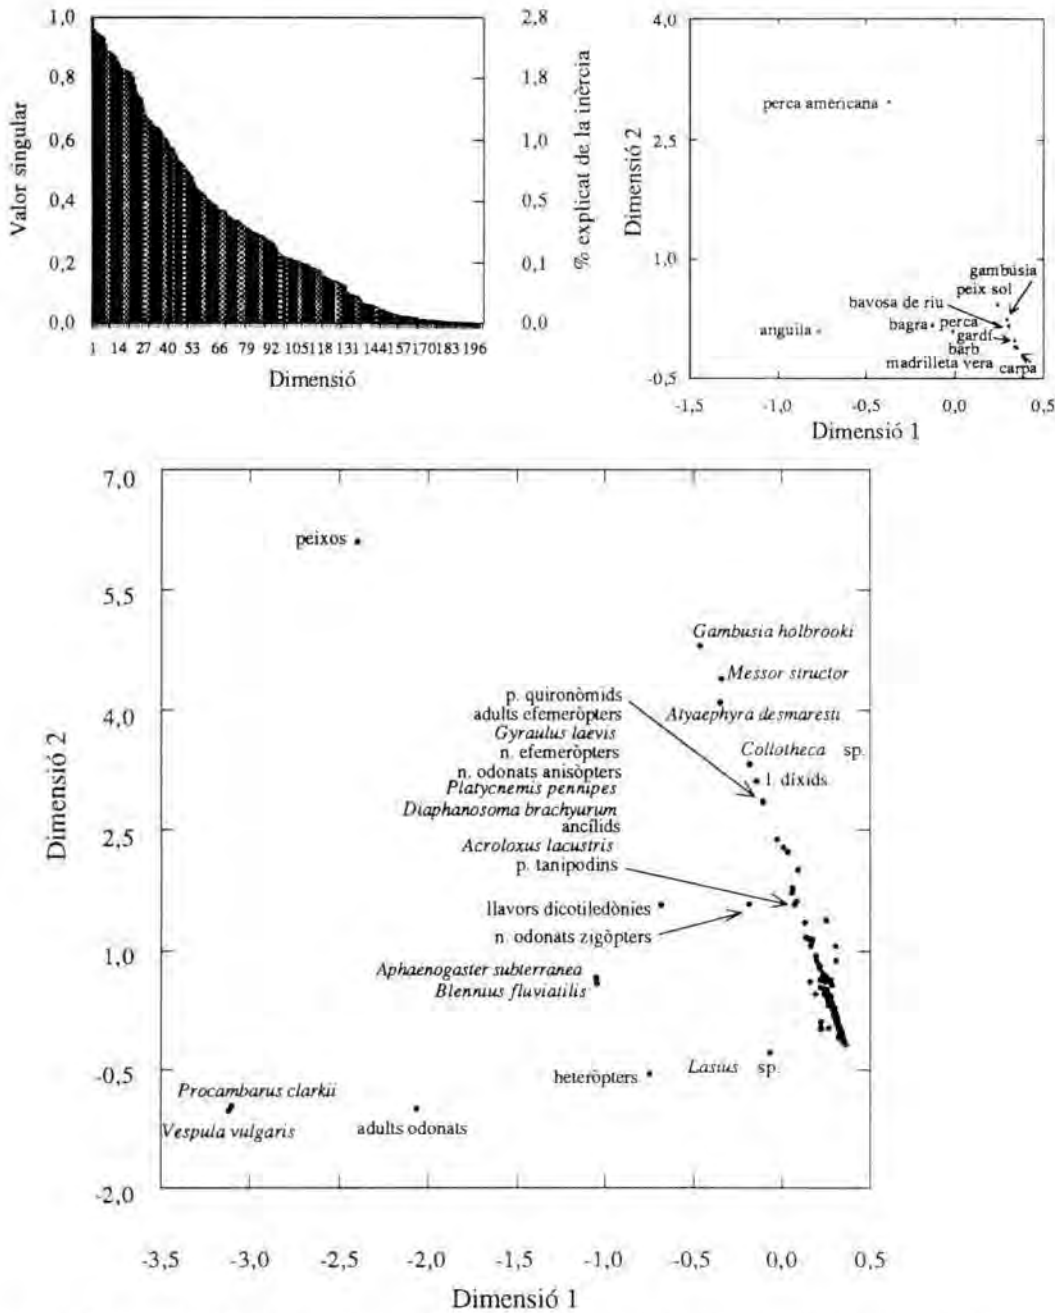 1,0
0,8
0,6
0,4
0,2
0,0
Valor singular
2,8
1,8
1,0
0,5
0,1
0,0
% explicat de la inèrcia
1 14 27 40 53 66 79 92 105 118 131 144 157 170 183 196
Dimensió
4,0
2,5
1,0
-0,5
Dimensió 2
perca americana
gambúsia
peix sol
bavosa de riu
anguila bagra perca
gardí
barb
madrilleta vera carpa
-1,5 -1,0 -0,5 0,0 0,5
Dimensió 1
7,0
5,5
4,0
2,5
1,0
-0,5
-2,0
Dimensió 2
peixos
Gambusia holbrooki
Messor structor
p. quironòmids
adults efemeròpters
Atyaephyra desmaresti
Gyraulus laevis
n. efemeròpters
Collotheca sp.
n. odonats anisòpters
l. díxids
Platycnemis pennipes
Diaphanosoma brachyurum
ancílids
Acroloxus lacustris
p. tanipodins
llavors dicotiledònies
n. odonats zigòpters
Aphaenogaster subterranea
Blennius fluviatilis
Lasius sp.
heteròpters
Procambarus clarkii
Vespula vulgaris
adults odonats
-3,5 -3,0 -2,5 -2,0 -1,5 -1,0 -0,5 0,0 0,5
Dimensió 1